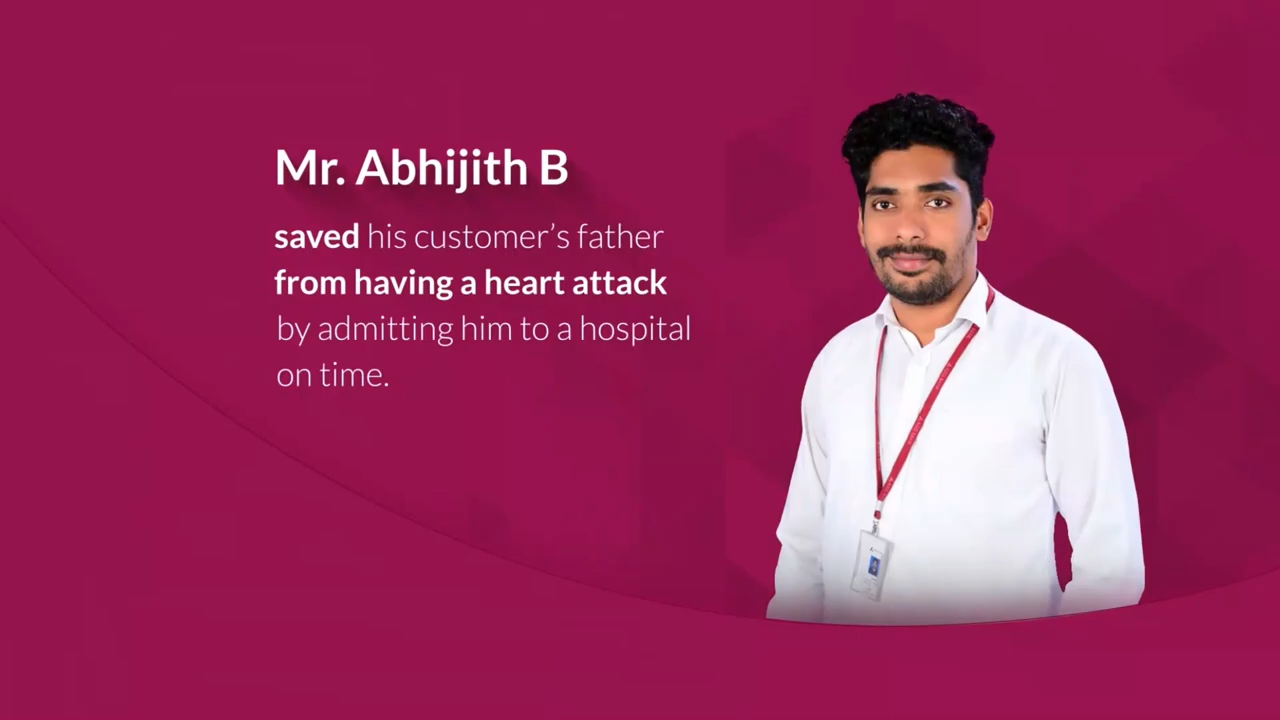 Mr. Abhijith B
saved his customer’s father
from having a heart attack
by admitting him to a hospital
on time.